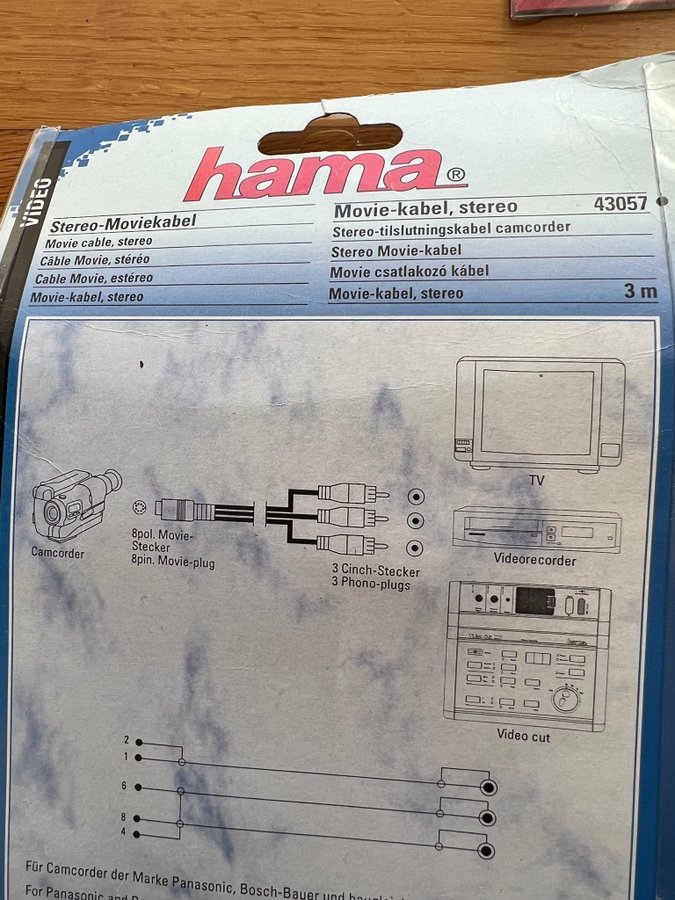 VIDEO
hama®
Stereo-Moviekabel
Movie cable, stereo
Câble Movie, stéréo
Cable Movie, estéreo
Movie-kabel, stereo
Movie-kabel, stereo 43057
Stereo-tilslutningskabel camcorder
Stereo Movie-kabel
Movie csatlakozó kábel
Movie-kabel, stereo 3 m
TV
Camcorder
8pol. Movie-
Stecker
8pin. Movie-plug
3 Cinch-Stecker
3 Phono-plugs
Videorecorder
hama
Video cut
2
1
6
8
4
Für Camcorder der Marke Panasonic, Bosch-Bauer und
For Panasonic and